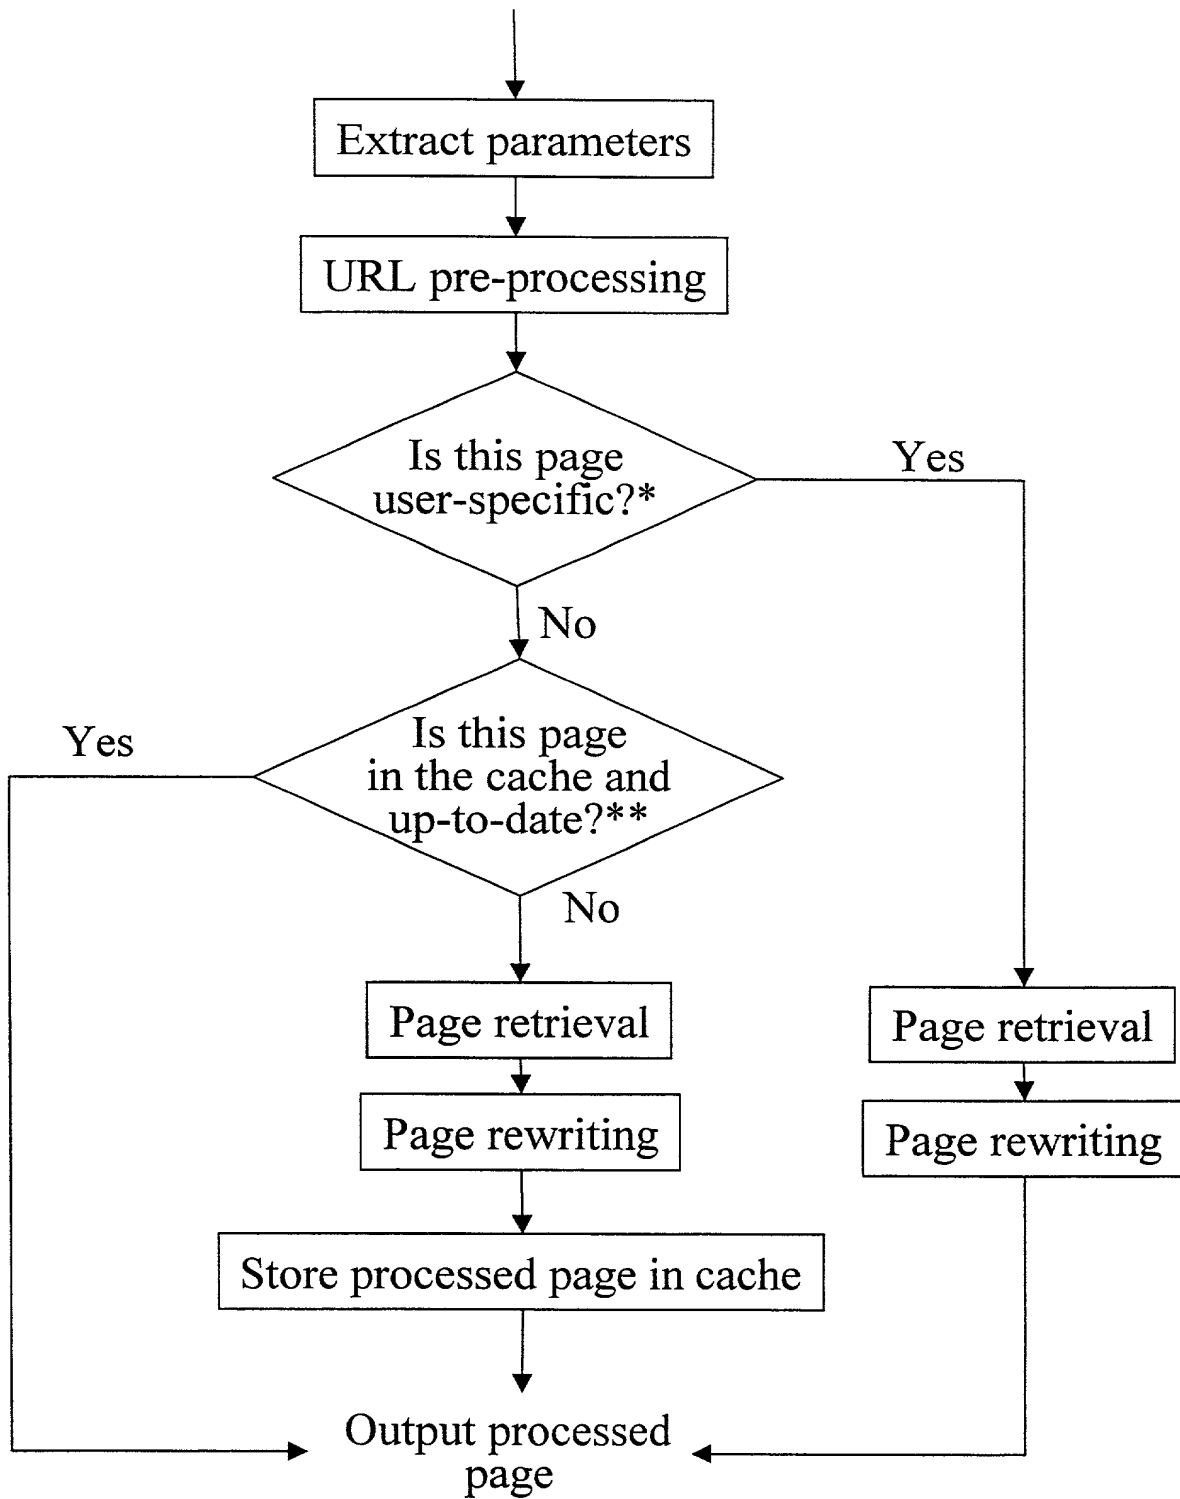 Extract parameters
URL pre-processing
Is this page
user-specific?*
Yes
No
Is this page
in the cache and
up-to-date?**
Yes
No
Page retrieval
Page retrieval
Page rewriting
Page rewriting
Store processed page in cache
Output processed
page